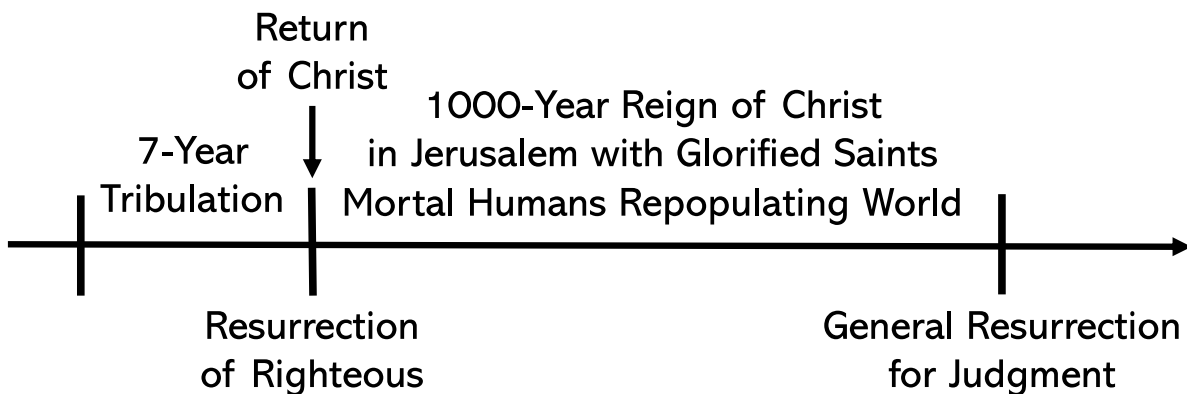 Return
of Christ
7-Year
Tribulation
1000-Year Reign of Christ
in Jerusalem with Glorified Saints
Mortal Humans Repopulating World
Resurrection
of Righteous
General Resurrection
for Judgment